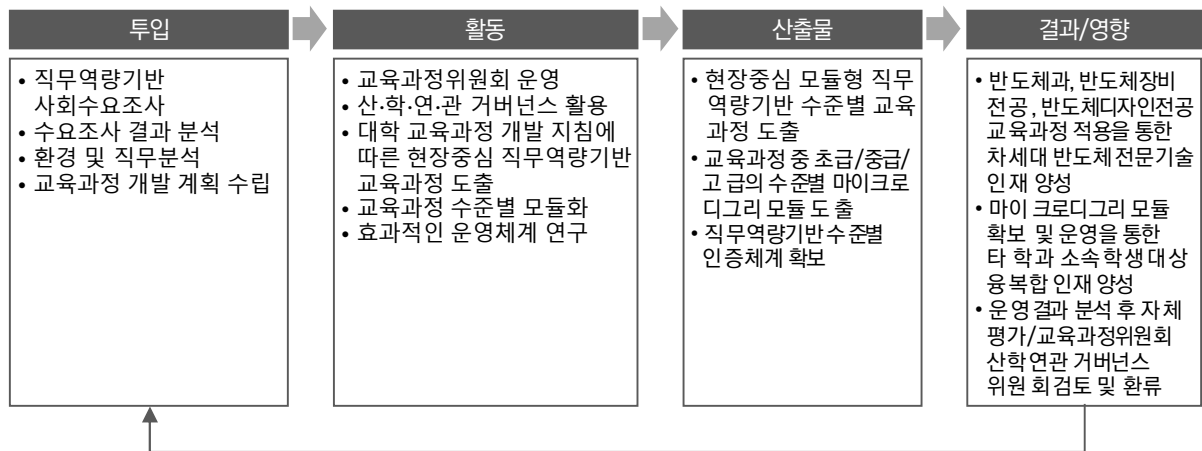 투입
• 직무역량기반
사회수요조사
• 수요조사 결과 분석
• 환경 및 직무분석
• 교육과정 개발 계획 수립
활동
• 교육과정위원회 운영
• 산·학·연·관 거버넌스 활용
• 대학 교육과정 개발 지침에
따른 현장중심 직무역량기반
교육과정 도출
• 교육과정 수준별 모듈화
• 효과적인 운영체계 연구
산출물
• 현장중심 모듈형 직무
역량기반 수준별 교육
과정 도출
• 교육과정 중 초급/중급/
고급의 수준별 마이크로
디그리 모듈 도출
• 직무역량기반 수준별
인증체계 확보
결과/영향
• 반도체과, 반도체장비
전공, 반도체디자인전공
교육과정 적용을 통한
차세대 반도체 전문기술
인재 양성
• 마이크로디그리 모듈
확보 및 운영을 통한
타 학과 소속 학생 대상
융복합 인재 양성
• 운영결과 분석 후 자체
평가/교육과정위원회
산학연관 거버넌스
위원회 검토 및 환류